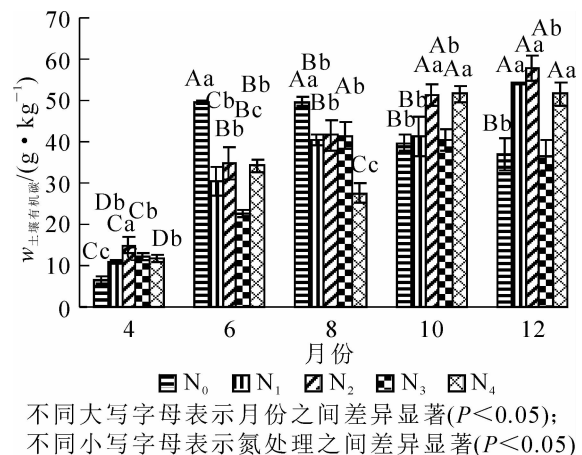 70
60
50
40
30
20
10
0
w土壤有机碳/(g·kg⁻¹)
Cc Db Ca Cb Db
Aa Cb Bb Bc Bb
Aa Bb Bb Ab Cc
Bb Bb Aa Ab Aa
Bb Aa Aa Ab Aa
4 6 8 10 12
月份
N₀ N₁ N₂ N₃ N₄
不同大写字母表示月份之间差异显著(P<0.05);
不同小写字母表示氮处理之间差异显著(P<0.05)